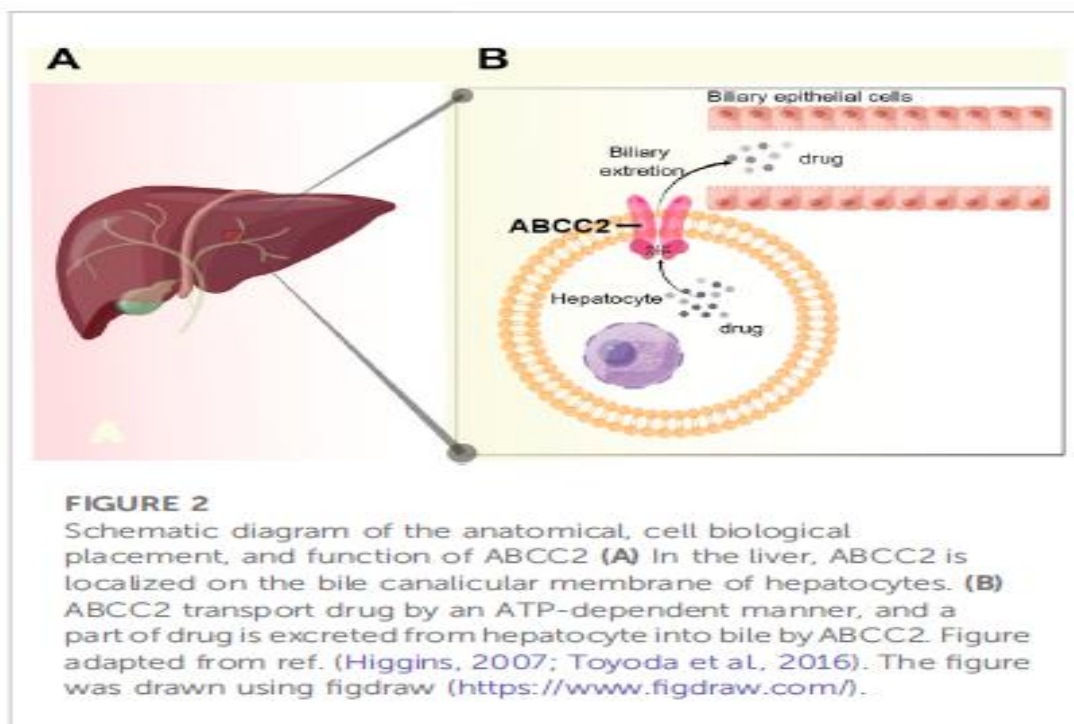 A
B
Biliary epithelial cells
Biliary
extretion
drug
ABCC2
Hepatocyte
drug
A
FIGURE 2
Schematic diagram of the anatomical, cell biological
placement, and function of ABCC2 (A) In the liver, ABCC2 is
localized on the bile canalicular membrane of hepatocytes. (B)
ABCC2 transport drug by an ATP-dependent manner, and a
part of drug is excreted from hepatocyte into bile by ABCC2. Figure
adapted from ref. (Higgins, 2007; Toyoda et al., 2016). The figure
was drawn using figdraw (https://www.figdraw.com/).